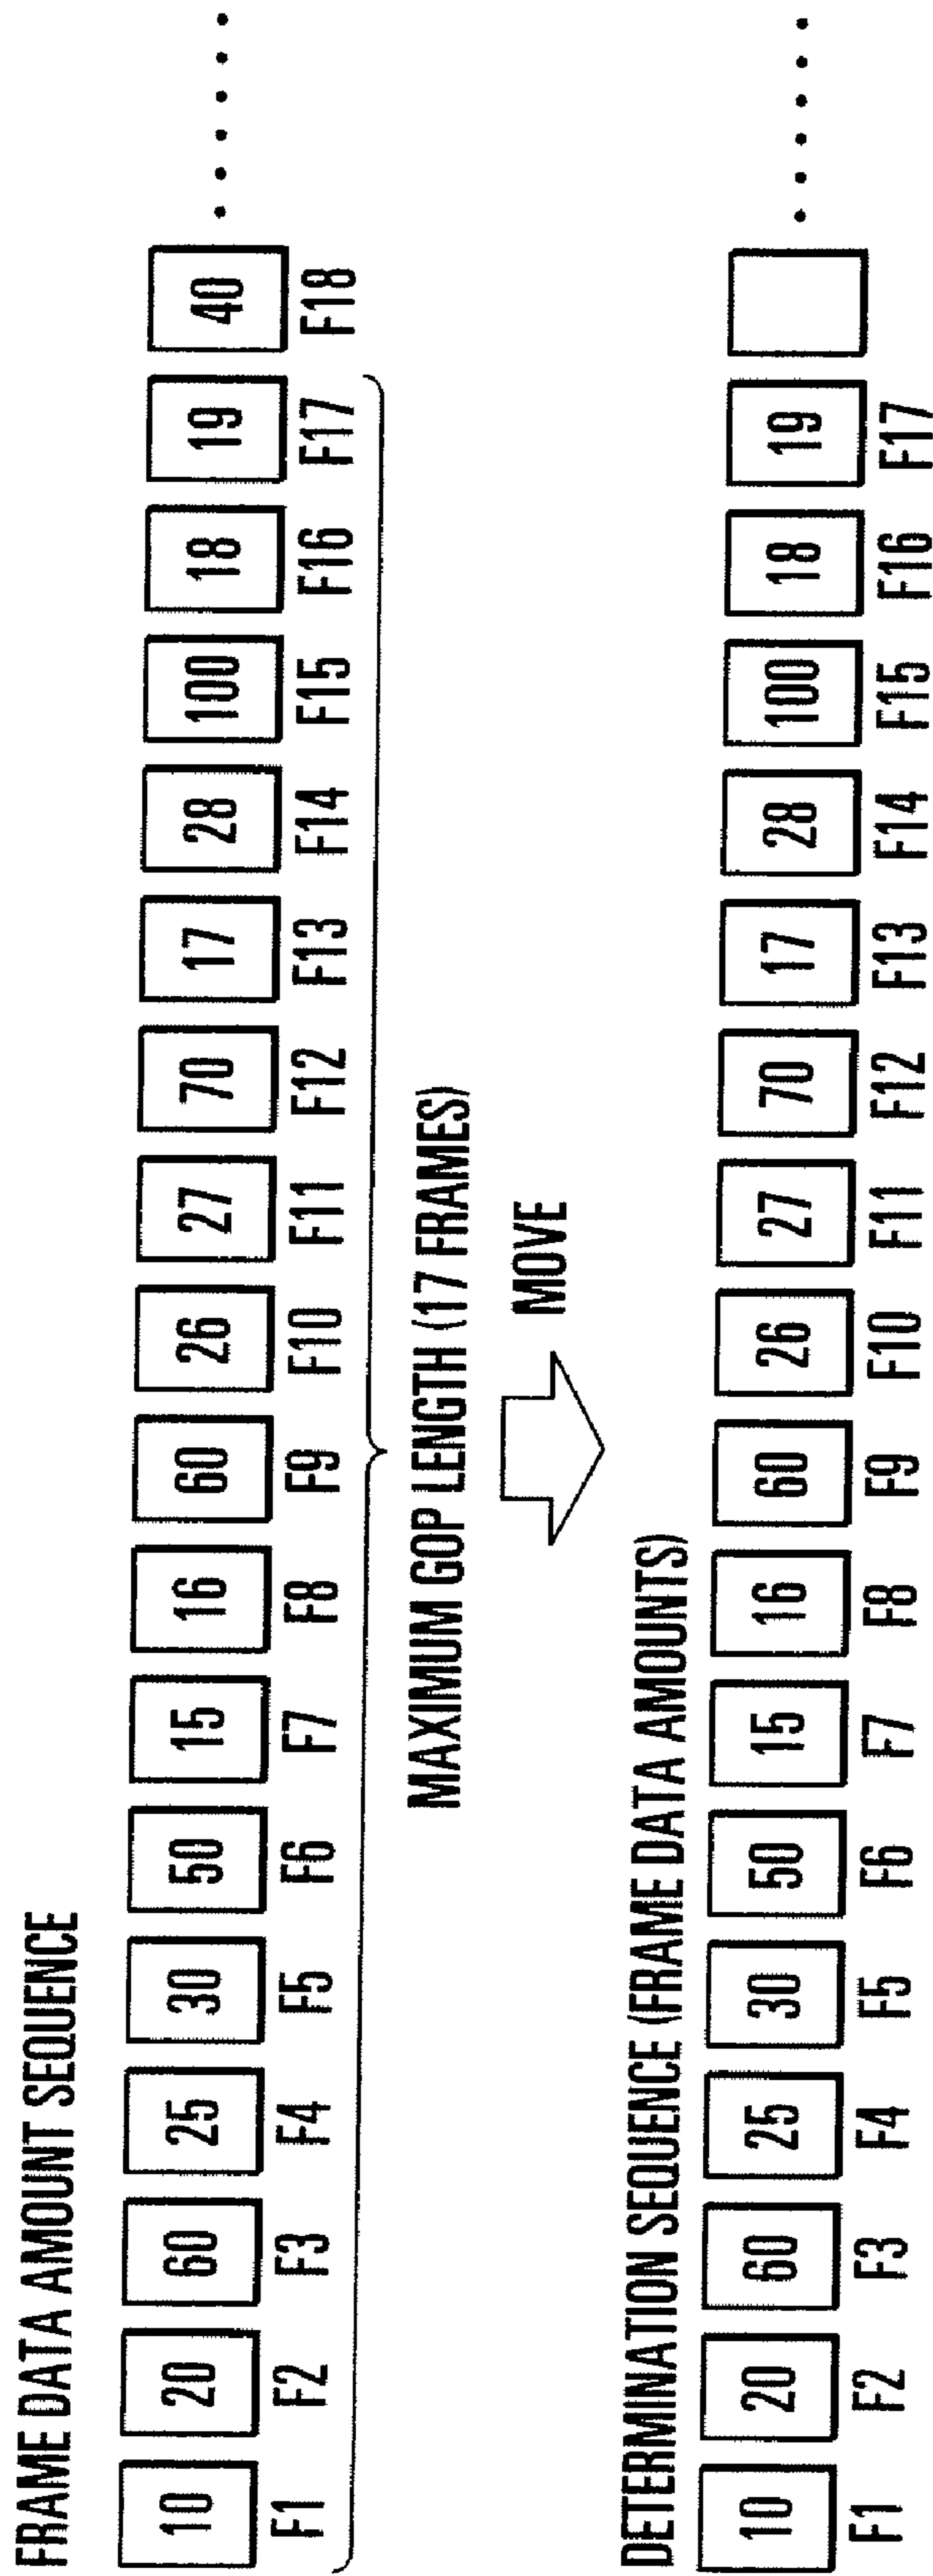 FRAME DATA AMOUNT SEQUENCE
10 20 60 25 30 50 15 16 60 26 27 70 17 28 100 18 19 40
F1 F2 F3 F4 F5 F6 F7 F8 F9 F10 F11 F12 F13 F14 F15 F16 F17 F18
MAXIMUM GOP LENGTH (17 FRAMES)
MOVE
DETERMINATION SEQUENCE (FRAME DATA AMOUNTS)
10 20 60 25 30 50 15 16 60 26 27 70 17 28 100 18 19
F1 F2 F3 F4 F5 F6 F7 F8 F9 F10 F11 F12 F13 F14 F15 F16 F17